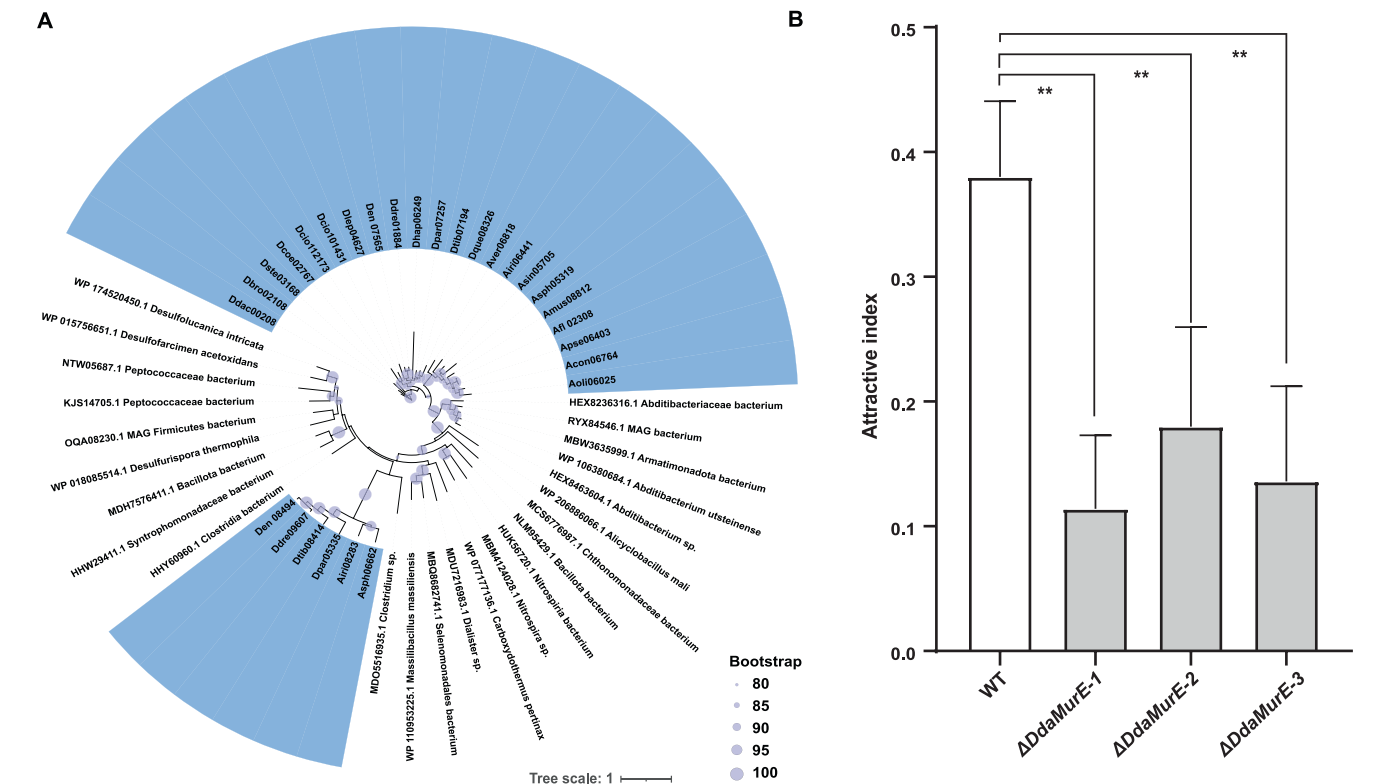 A
Ddac00208
Dbro02108
Dste03168
Dcoe02767
Dclo112173
Dclo101431
Dlep04627
Den 07565
Ddre01884
Dhap06249
Dpar07257
Dtib07194
Dque08326
Aver06818
Airi06441
Asin05705
Asph05319
Amus08812
Afl 02308
Apse06403
Acon06764
Aoli06025
HEX8236316.1 Abditibacteriaceae bacterium
RYX84546.1 MAG bacterium
MBW3635999.1 Armatimonadota bacterium
WP 106380684.1 Abditibacterium utsteinense
HEX8463604.1 Abditibacterium sp.
WP 206886066.1 Alicyclobacillus mali
MCS6776987.1 Chthonomonadaceae bacterium
NLM95429.1 Bacillota bacterium
HUK56720.1 Nitrospiria bacterium
MBM4124028.1 Nitrospira sp.
WP 077177136.1 Carboxydothermus pertinax
MDU7216983.1 Dialister sp.
MBQ8682741.1 Selenomonadales bacterium
WP 110953225.1 Massilibacillus massiliensis
MDO5516935.1 Clostridium sp.
Asph06662
Airi08283
Dpar05335
Dtib08414
Ddre09607
Den 08494
HHY60960.1 Clostridia bacterium
HHW29411.1 Syntrophomonadaceae bacterium
MDH7576411.1 Bacillota bacterium
WP 018085514.1 Desulfurispora thermophila
OQA08230.1 MAG Firmicutes bacterium
KJS14705.1 Peptococcaceae bacterium
NTW05687.1 Peptococcaceae bacterium
WP 015756651.1 Desulfofarcimen acetoxidans
WP 174520450.1 Desulfolucanica intricata
Bootstrap
80
85
90
95
100
Tree scale: 1
B
Attractive index
0.5
0.4
0.3
0.2
0.1
0.0
**
**
**
WT
ΔDdaMurE-1
ΔDdaMurE-2
ΔDdaMurE-3